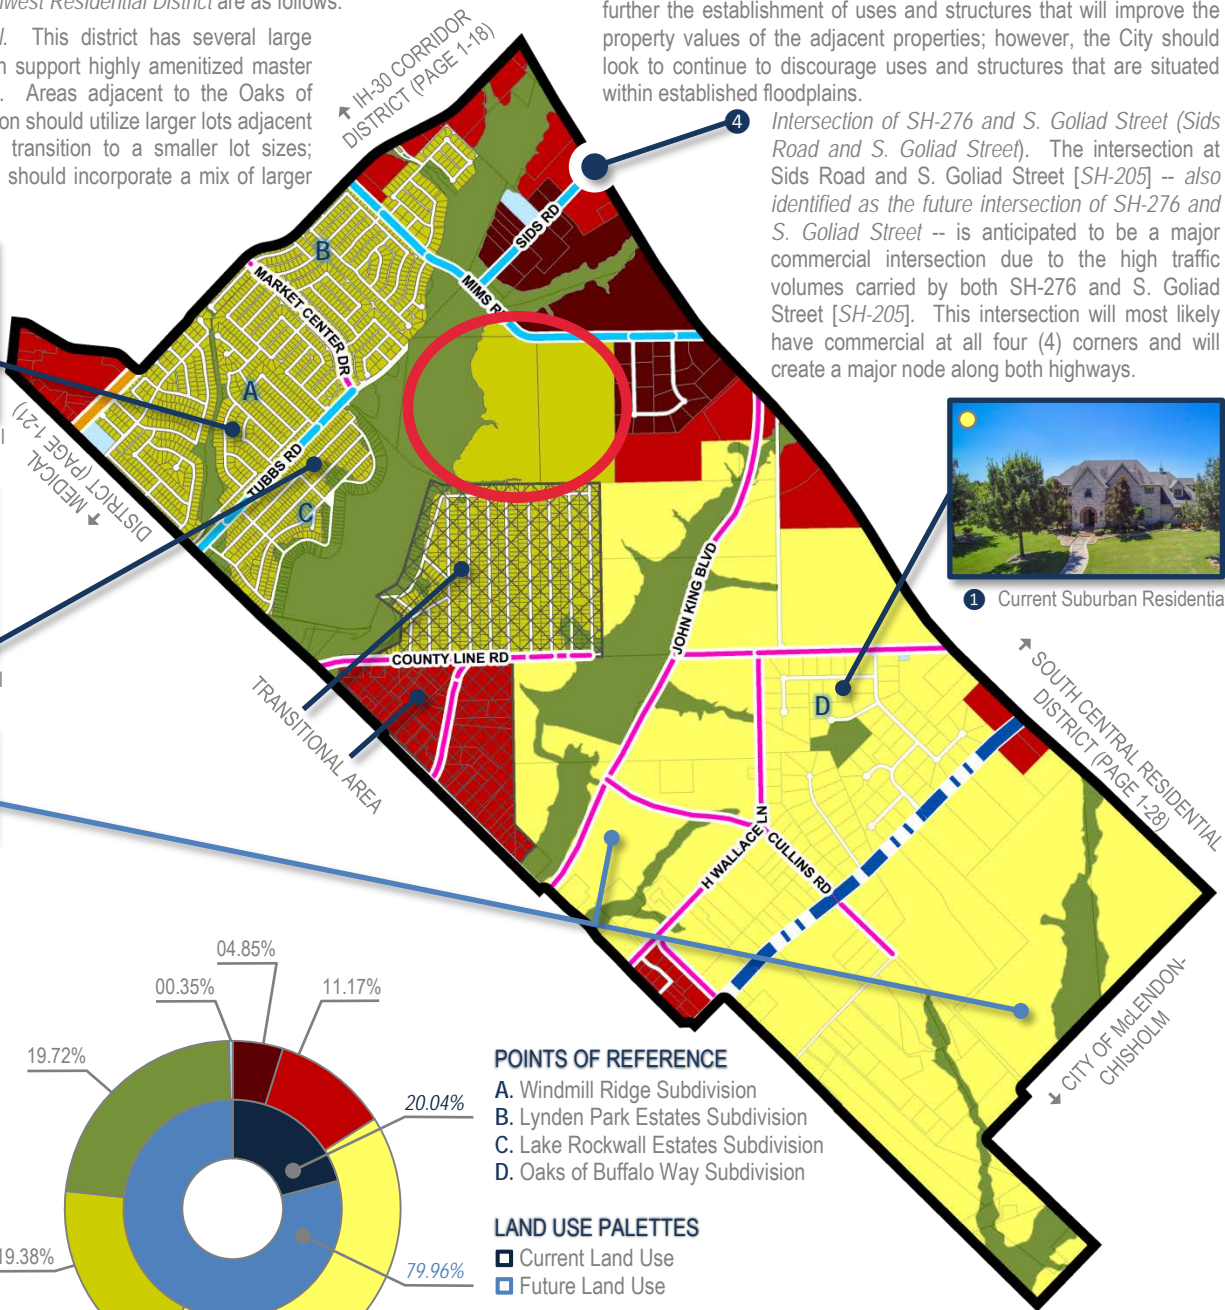 west Residential District are as follows.
This district has several large
support highly amenitized master
Areas adjacent to the Oaks of
should utilize larger lots adjacent
transition to a smaller lot sizes;
should incorporate a mix of larger
further the establishment of uses and structures that will improve the
property values of the adjacent properties; however, the City should
look to continue to discourage uses and structures that are situated
within established floodplains.
4
Intersection of SH-276 and S. Goliad Street (Sids
Road and S. Goliad Street). The intersection at
Sids Road and S. Goliad Street [SH-205] -- also
identified as the future intersection of SH-276 and
S. Goliad Street -- is anticipated to be a major
commercial intersection due to the high traffic
volumes carried by both SH-276 and S. Goliad
Street [SH-205]. This intersection will most likely
have commercial at all four (4) corners and will
create a major node along both highways.
IH-30 CORRIDOR
DISTRICT (PAGE 1-18)
SIDS RD
B
MARKET CENTER DR
MIMS RD
A
MEDICAL
DISTRICT (PAGE 1-21)
TUBBS RD
C
1 Current Suburban Residentia
JOHN KING BLVD
COUNTY LINE RD
TRANSITIONAL AREA
D
SOUTH CENTRAL RESIDENTIAL
DISTRICT (PAGE 1-28)
H WALLACE LN
CULLINS RD
CITY OF McLENDON-
CHISHOLM
04.85%
00.35%
11.17%
19.72%
20.04%
19.38%
79.96%
POINTS OF REFERENCE
A. Windmill Ridge Subdivision
B. Lynden Park Estates Subdivision
C. Lake Rockwall Estates Subdivision
D. Oaks of Buffalo Way Subdivision
LAND USE PALETTES
Current Land Use
Future Land Use